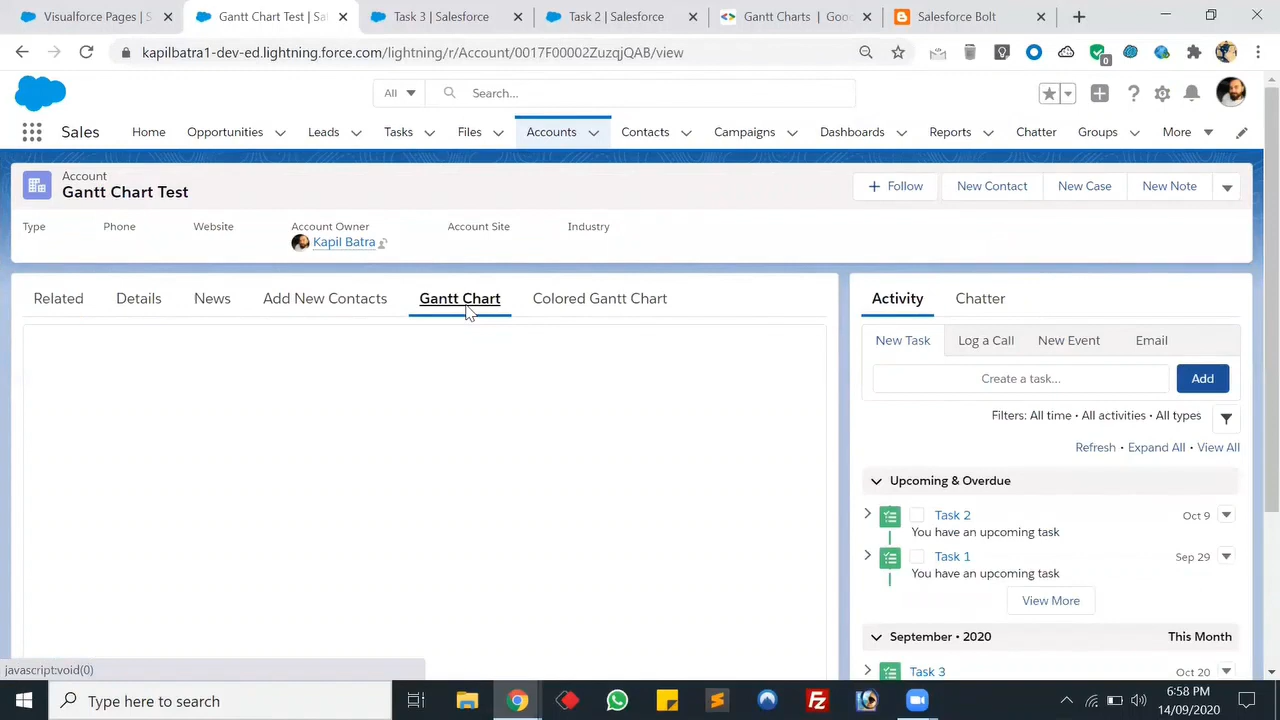 Visualforce Pages | S
Gantt Chart Test | Sa
Task 3 | Salesforce
Task 2 | Salesforce
Gantt Charts | Goo
Salesforce Bolt
kapilbatra1-dev-ed.lightning.force.com/lightning/r/Account/0017F00002ZuzqjQAB/view
0
All
Search...
Sales
Home
Opportunities
Leads
Tasks
Files
Accounts
Contacts
Campaigns
Dashboards
Reports
Chatter
Groups
More
Account
Gantt Chart Test
Follow
New Contact
New Case
New Note
Type
Phone
Website
Account Owner
Account Site
Industry
Kapil Batra
Related
Details
News
Add New Contacts
Gantt Chart
Colored Gantt Chart
Activity
Chatter
New Task
Log a Call
New Event
Email
Create a task...
Add
Filters: All time • All activities • All types
Refresh • Expand All • View All
Upcoming & Overdue
Task 2
Oct 9
You have an upcoming task
Task 1
Sep 29
You have an upcoming task
View More
September • 2020
This Month
Task 3
Oct 20
javascript:void(0)
Type here to search
6:58 PM
14/09/2020